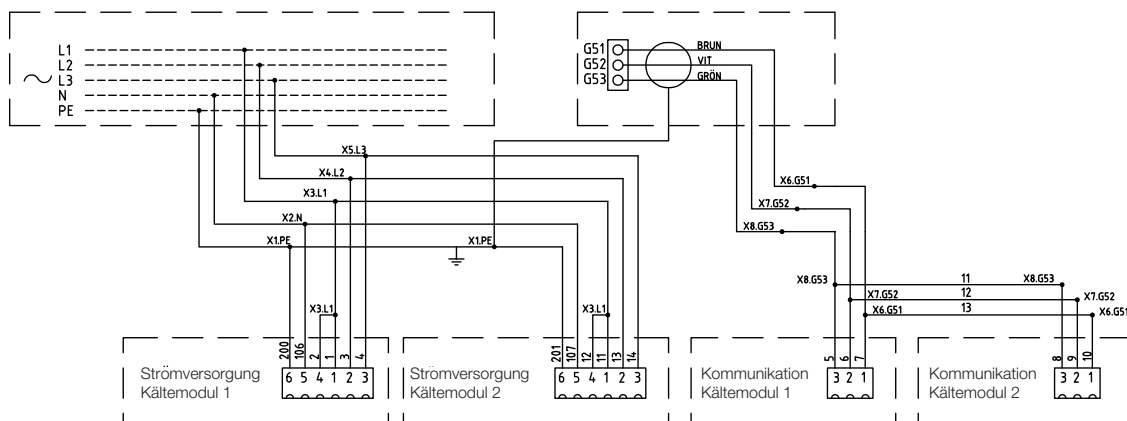 L1
L2
L3
N
PE
G51
G52
G53
BRUN
VIT
GRÖN
X5.L3
X4.L2
X3.L1
X2.N
X1.PE
X1.PE
X6.G51
X7.G52
X8.G53
X8.G53
11
X8.G53
X7.G52
12
X7.G52
X6.G51
13
X6.G51
X3.L1
X3.L1
200
106
2
1
3
4
201
107
12
11
13
14
5
6
7
8
9
10
Strömversorgung
Kältemodul 1
6 5 4 1 2 3
Strömversorgung
Kältemodul 2
6 5 4 1 2 3
Kommunikation
Kältemodul 1
3 2 1
Kommunikation
Kältemodul 2
3 2 1